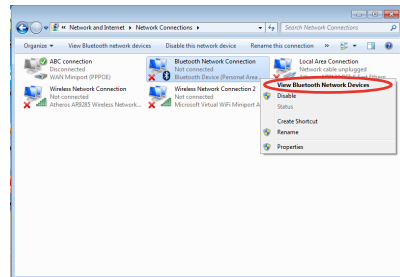 « Network and Internet ▸ Network Connections ▸
Search Network Connections
Organize ▾ View Bluetooth network devices Disable this network device Rename this connection »
ABC connection
Disconnected
WAN Miniport (PPPOE)
Bluetooth Network Connection
Not connected
Bluetooth Device (Personal Area ...
Local Area Connection
Network cable unplugged
Wireless Network Connection
Not connected
Atheros AR9285 Wireless Network...
Wireless Network Connection 2
Not connected
Microsoft Virtual WiFi Miniport A
View Bluetooth Network Devices
Disable
Status
Create Shortcut
Rename
Properties